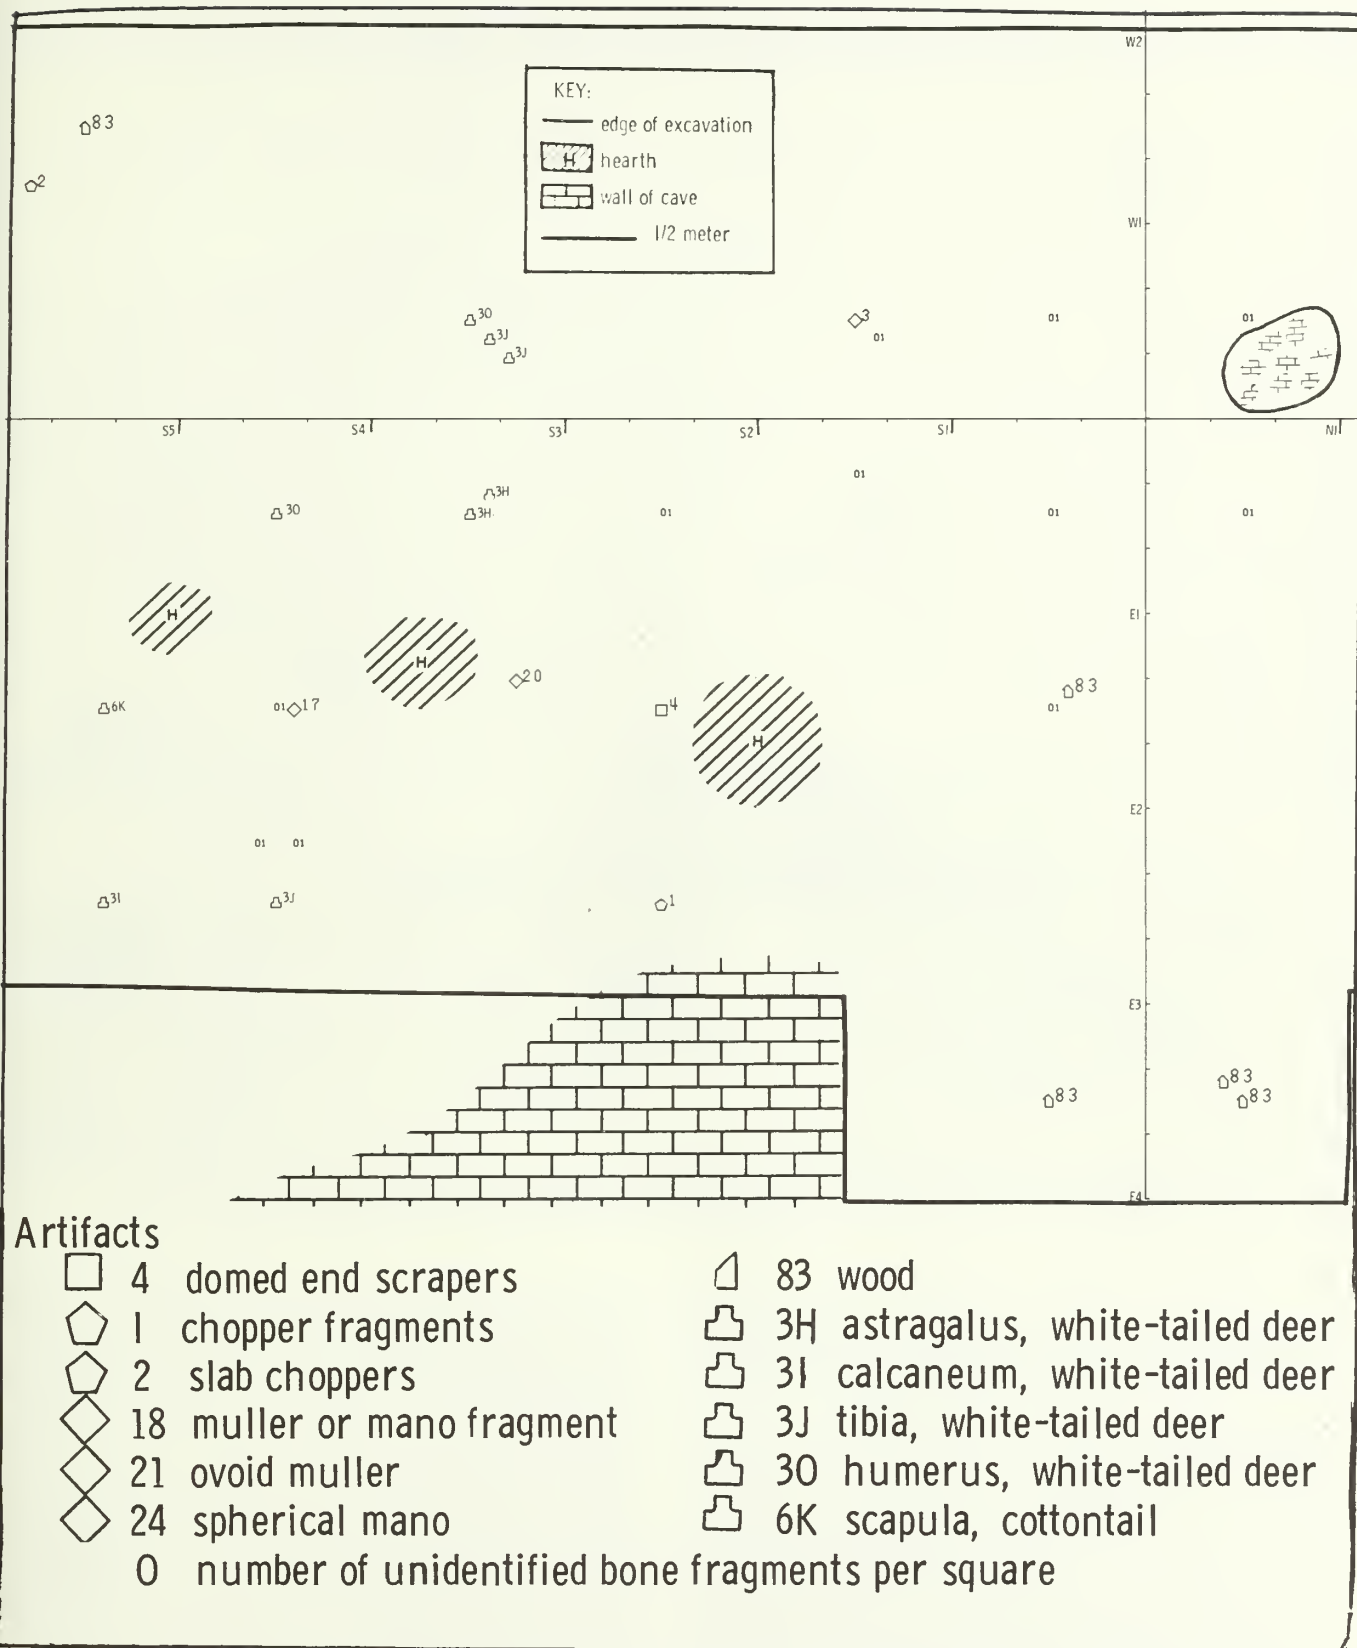 W2
KEY:
edge of excavation
H hearth
wall of cave
1/2 meter
83
2
W1
30
3J
3J
3
01
01
01
S5
S4
S3
S2
S1
N1
01
3H
30
3H
01
01
01
H
E1
H
20
83
6K
01
17
4
01
H
E2
01
01
3I
3J
1
E3
83
83
83
E4
Artifacts
4 domed end scrapers
1 chopper fragments
2 slab choppers
18 muller or mano fragment
21 ovoid muller
24 spherical mano
0 number of unidentified bone fragments per square
83 wood
3H astragalus, white-tailed deer
3I calcaneum, white-tailed deer
3J tibia, white-tailed deer
30 humerus, white-tailed deer
6K scapula, cottontail